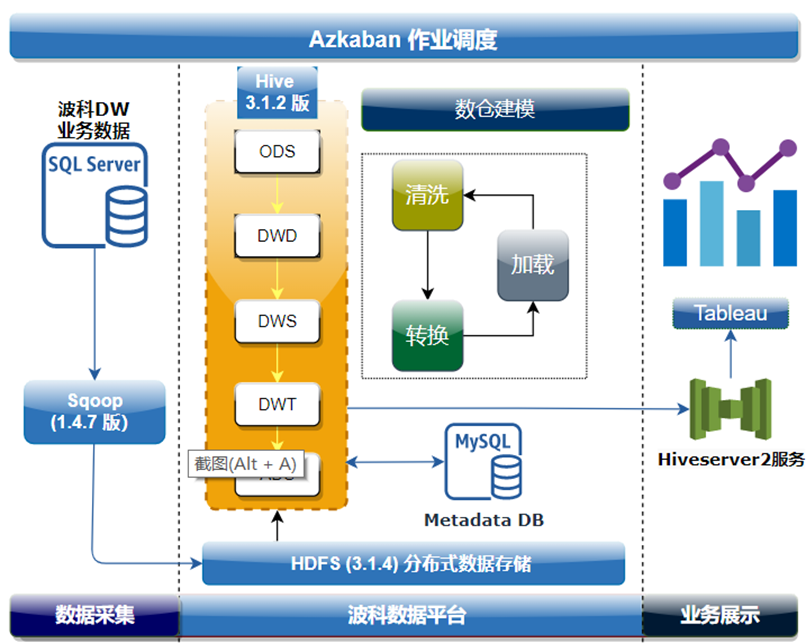 Azkaban 作业调度
波科DW
业务数据
SQL Server
Sqoop
(1.4.7 版)
Hive
3.1.2 版
ODS
DWD
DWS
DWT
截图(Alt + A)
数仓建模
清洗
加载
转换
MySQL
Metadata DB
Tableau
Hiveserver2服务
HDFS (3.1.4) 分布式数据存储
数据采集
波科数据平台
业务展示